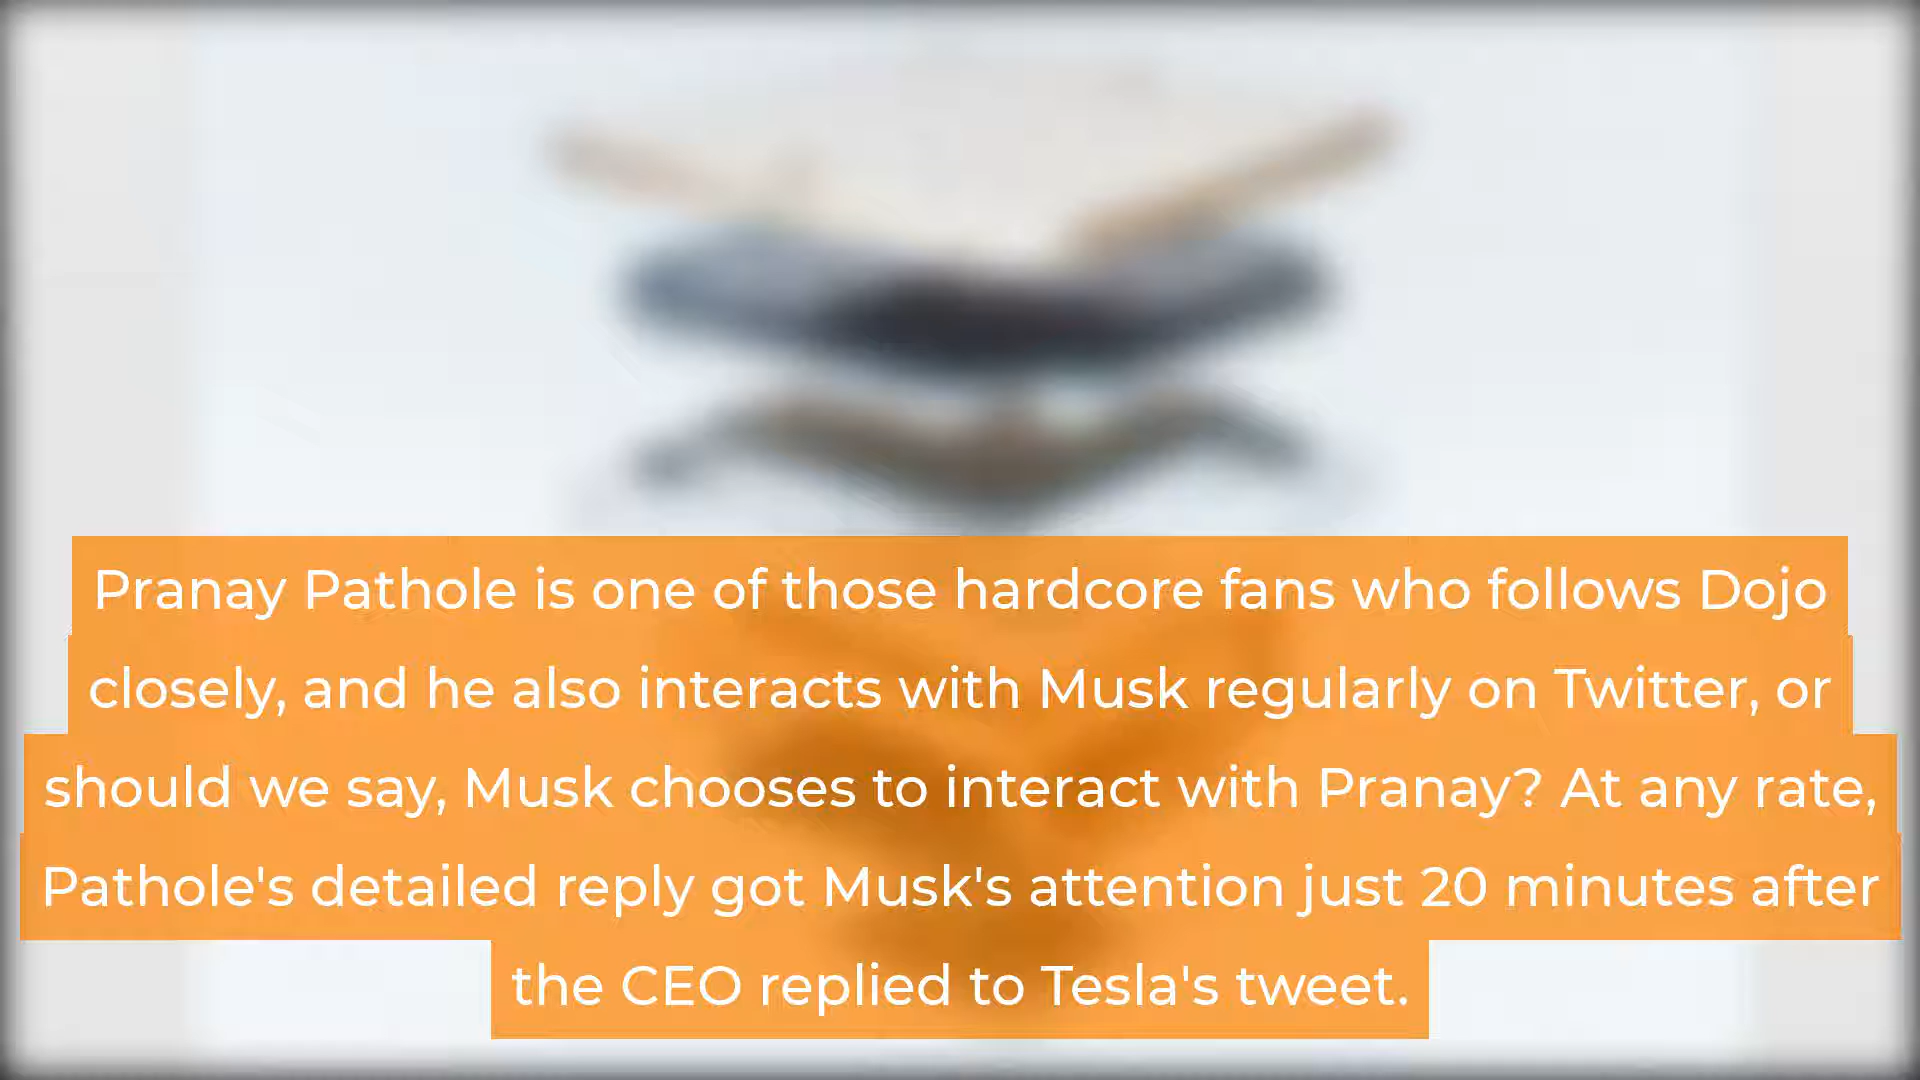 Pranay Pathole is one of those hardcore fans who follows Dojo
closely, and he also interacts with Musk regularly on Twitter, or
should we say, Musk chooses to interact with Pranay? At any rate,
Pathole's detailed reply got Musk's attention just 20 minutes after
the CEO replied to Tesla's tweet.